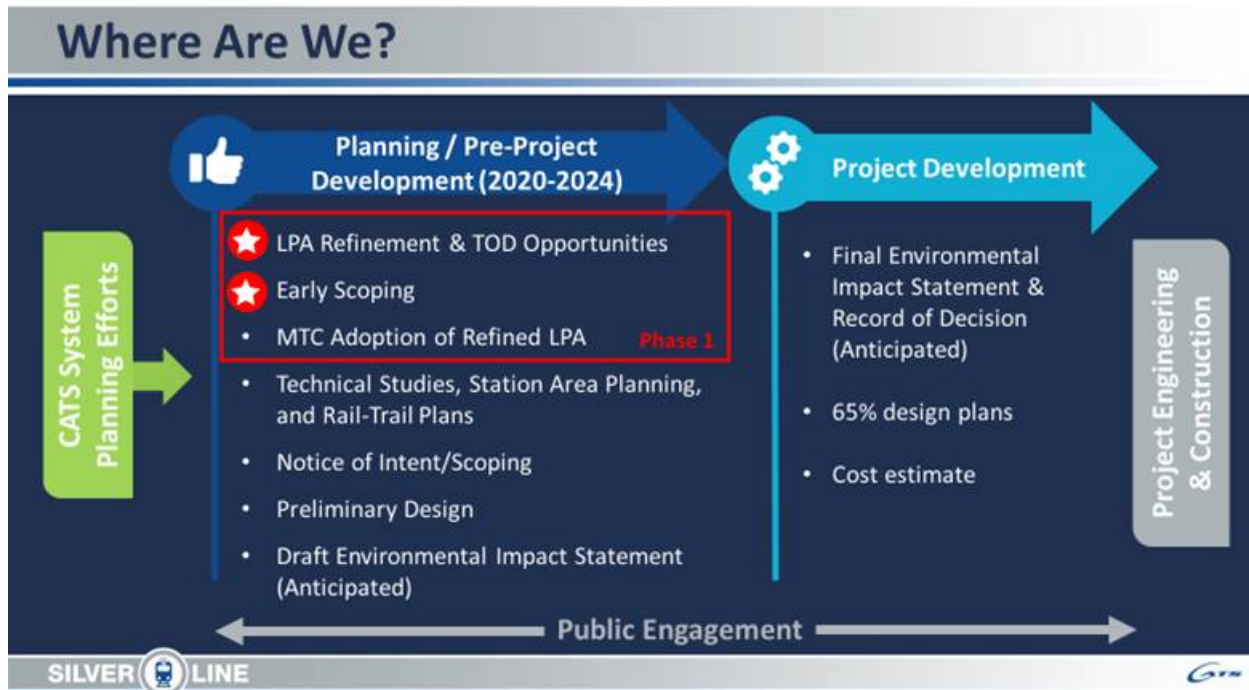 Where Are We?
CATS System
Planning Efforts
Planning / Pre-Project
Development (2020-2024)
LPA Refinement & TOD Opportunities
Early Scoping
• MTC Adoption of Refined LPA
Phase 1
• Technical Studies, Station Area Planning,
and Rail-Trail Plans
• Notice of Intent/Scoping
• Preliminary Design
• Draft Environmental Impact Statement
(Anticipated)
Project Development
• Final Environmental
Impact Statement &
Record of Decision
(Anticipated)
• 65% design plans
• Cost estimate
Project Engineering
& Construction
Public Engagement
SILVER LINE
CATS